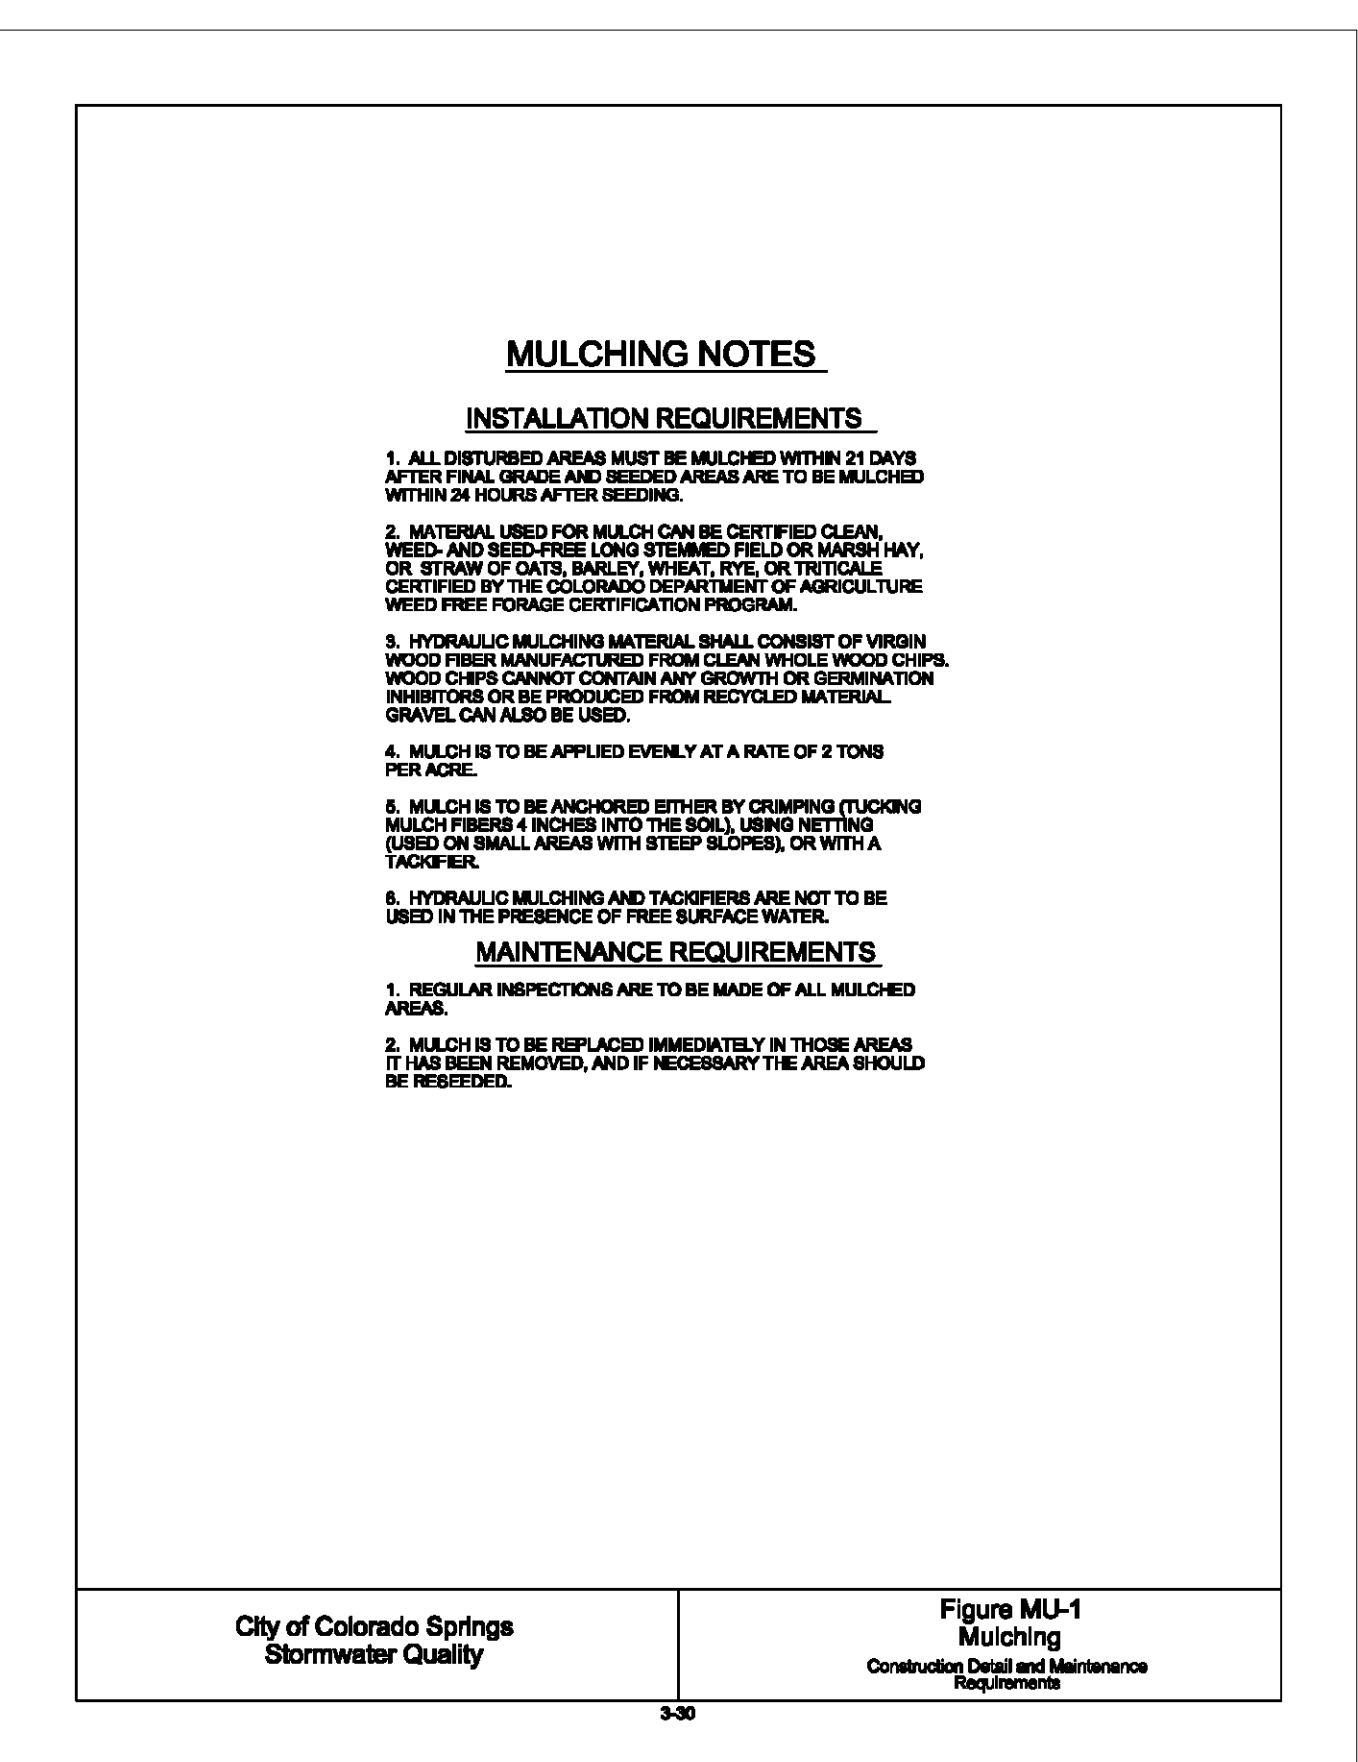 MULCHING NOTES
INSTALLATION REQUIREMENTS
1. ALL DISTURBED AREAS MUST BE MULCHED WITHIN 21 DAYS
AFTER FINAL GRADE AND SEEDED AREAS ARE TO BE MULCHED
WITHIN 24 HOURS AFTER SEEDING.
2. MATERIAL USED FOR MULCH CAN BE CERTIFIED CLEAN,
WEED- AND SEED-FREE LONG STEMMED FIELD OR MARSH HAY,
OR STRAW OF OATS, BARLEY, WHEAT, RYE, OR TRITICALE
CERTIFIED BY THE COLORADO DEPARTMENT OF AGRICULTURE
WEED FREE FORAGE CERTIFICATION PROGRAM.
3. HYDRAULIC MULCHING MATERIAL SHALL CONSIST OF VIRGIN
WOOD FIBER MANUFACTURED FROM CLEAN WHOLE WOOD CHIPS.
WOOD CHIPS CANNOT CONTAIN ANY GROWTH OR GERMINATION
INHIBITORS OR BE PRODUCED FROM RECYCLED MATERIAL.
GRAVEL CAN ALSO BE USED.
4. MULCH IS TO BE APPLIED EVENLY AT A RATE OF 2 TONS
PER ACRE.
5. MULCH IS TO BE ANCHORED EITHER BY CRIMPING (TUCKING
MULCH FIBERS 4 INCHES INTO THE SOIL), USING NETTING
(USED ON SMALL AREAS WITH STEEP SLOPES), OR WITH A
TACKIFIER.
6. HYDRAULIC MULCHING AND TACKIFIERS ARE NOT TO BE
USED IN THE PRESENCE OF FREE SURFACE WATER.
MAINTENANCE REQUIREMENTS
1. REGULAR INSPECTIONS ARE TO BE MADE OF ALL MULCHED
AREAS.
2. MULCH IS TO BE REPLACED IMMEDIATELY IN THOSE AREAS
IT HAS BEEN REMOVED, AND IF NECESSARY THE AREA SHOULD
BE RESEEDED.
City of Colorado Springs
Stormwater Quality
Figure MU-1
Mulching
Construction Detail and Maintenance
Requirements
3-30